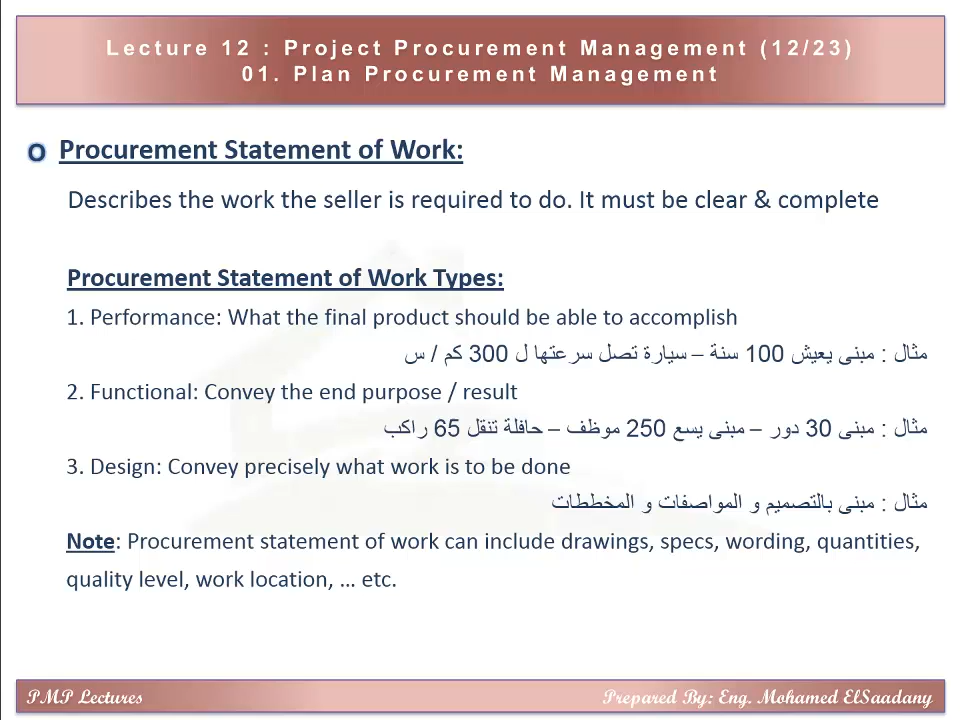 Lecture 12 : Project Procurement Management (12/23)
01. Plan Procurement Management
o Procurement Statement of Work:
Describes the work the seller is required to do. It must be clear & complete
Procurement Statement of Work Types:
1. Performance: What the final product should be able to accomplish
مثال : مبنى يعيش 100 سنة – سيارة تصل سرعتها ل 300 كم / س
2. Functional: Convey the end purpose / result
مثال : مبنى 30 دور – مبنى يسع 250 موظف – حافلة تنقل 65 راكب
3. Design: Convey precisely what work is to be done
مثال : مبنى بالتصميم و المواصفات و المخططات
Note: Procurement statement of work can include drawings, specs, wording, quantities,
quality level, work location, … etc.
PMP Lectures
Prepared By: Eng. Mohamed ElSaadany